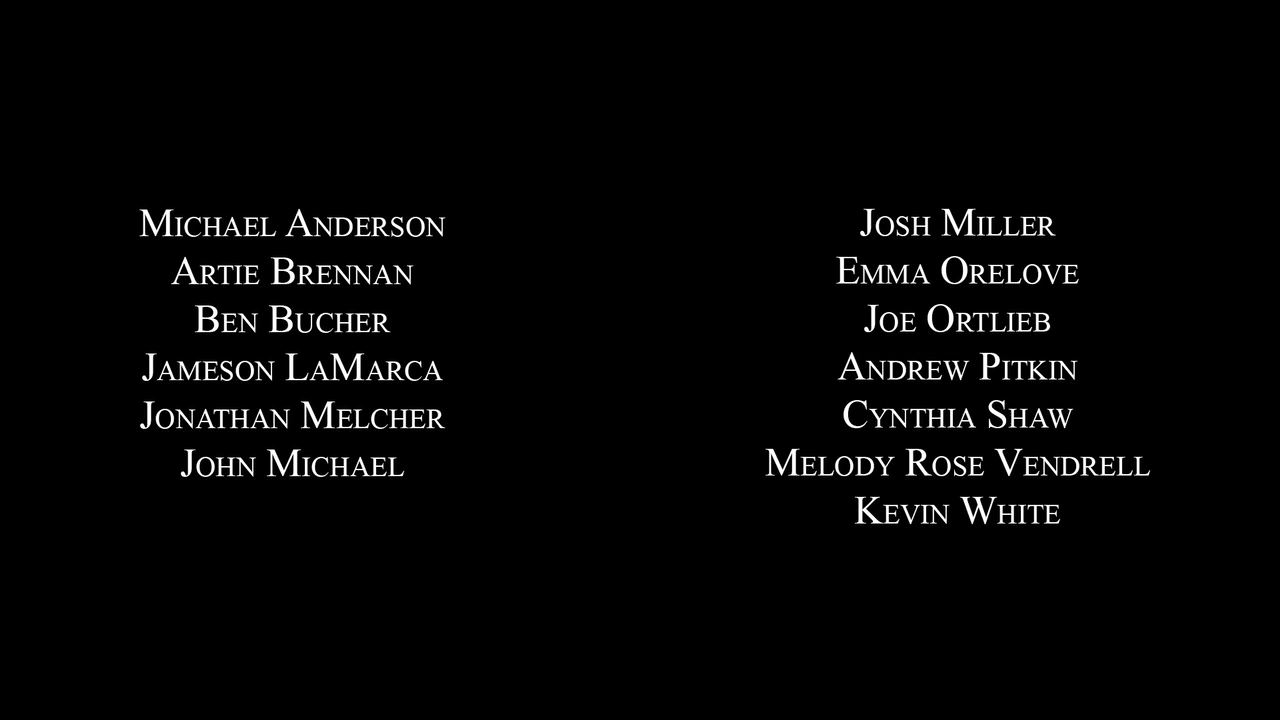 Michael Anderson
Artie Brennan
Ben Bucher
Jameson LaMarca
Jonathan Melcher
John Michael
Josh Miller
Emma Orelove
Joe Ortlieb
Andrew Pitkin
Cynthia Shaw
Melody Rose Vendrell
Kevin White